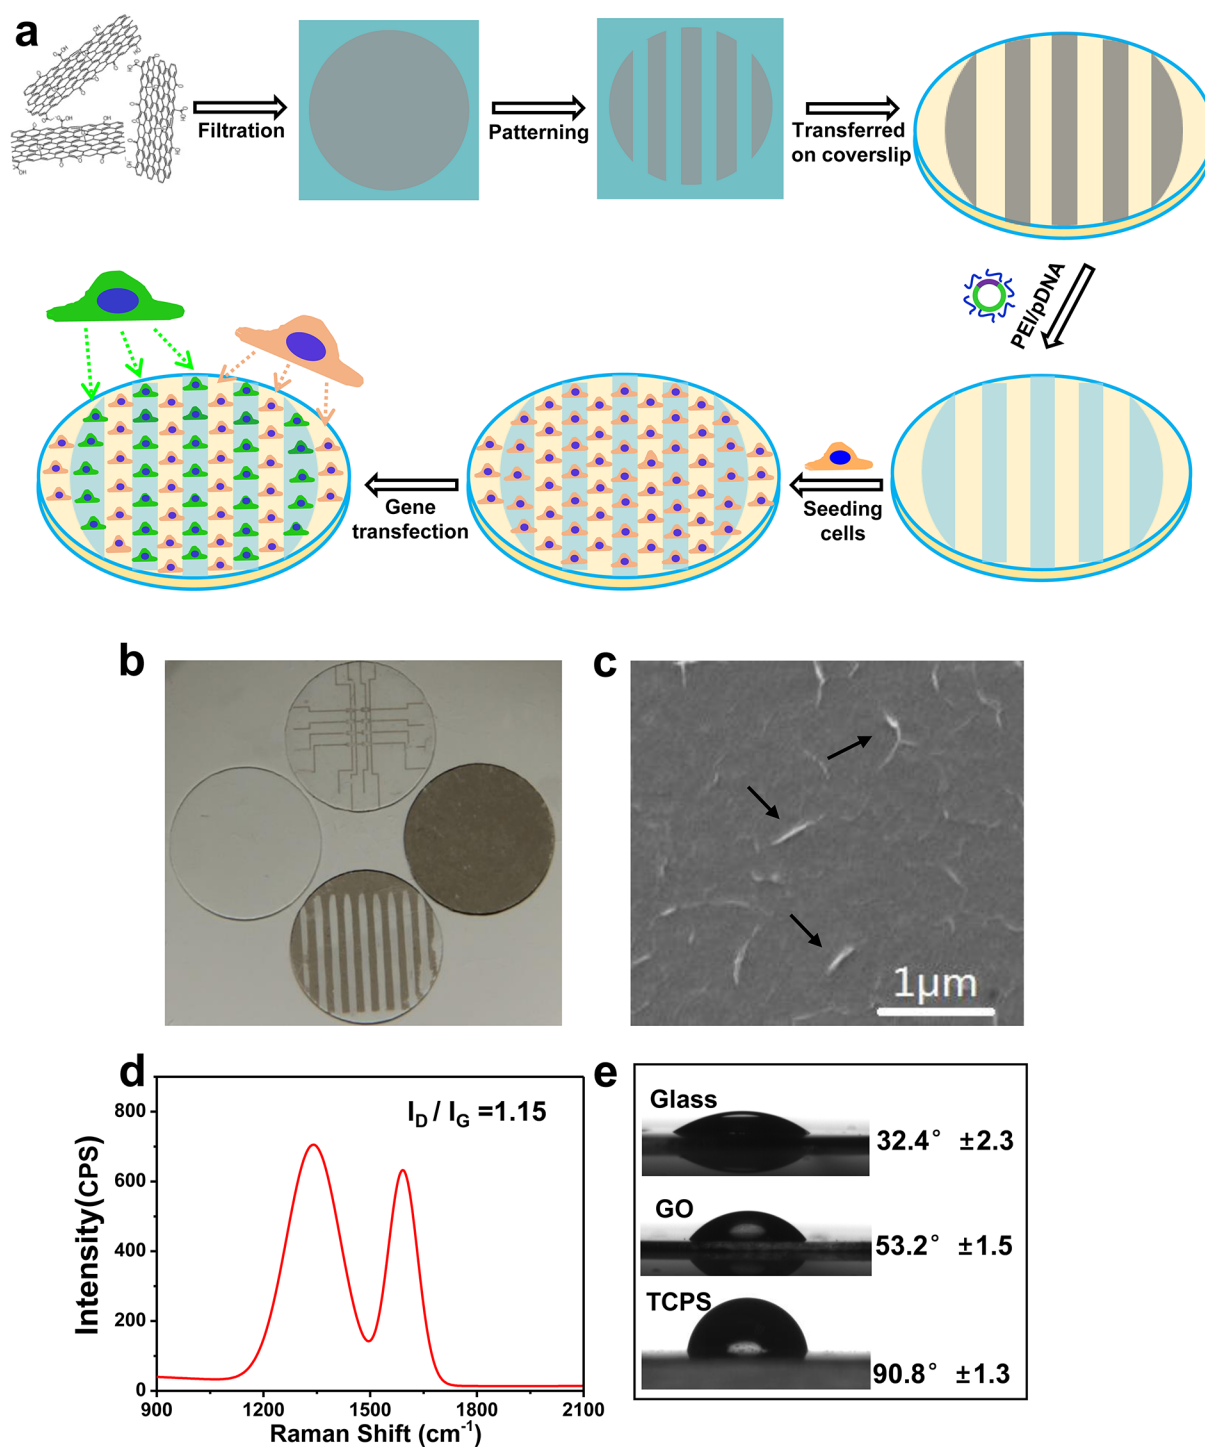 a
Filtration
Patterning
Transferred
on coverslip
PEI/pDNA
Gene
transfection
Seeding
cells
b
c
1μm
d
I_D / I_G =1.15
Intensity(CPS)
800
600
400
200
0
900
1200
1500
1800
2100
Raman Shift (cm⁻¹)
e
Glass
32.4° ±2.3
GO
53.2° ±1.5
TCPS
90.8° ±1.3